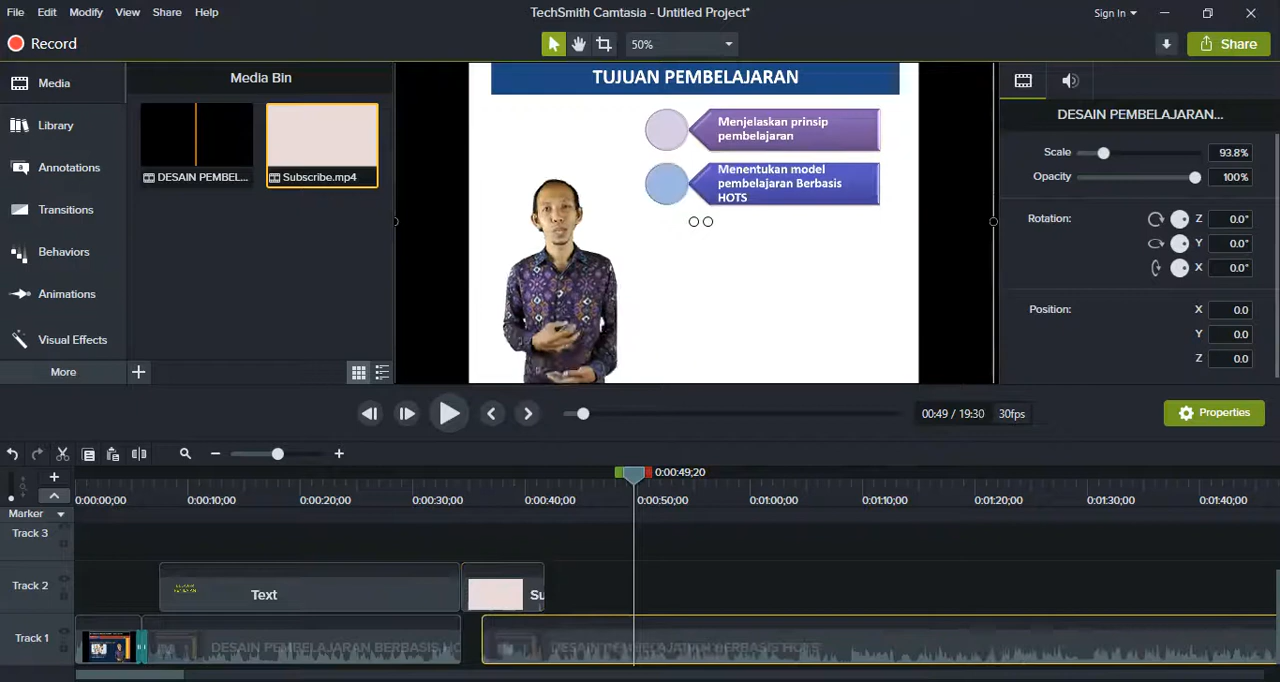 File Edit Modify View Share Help
TechSmith Camtasia - Untitled Project*
Sign In
Record
50%
Share
Media
Library
Annotations
Transitions
Behaviors
Animations
Visual Effects
More
Media Bin
DESAIN PEMBEL...
Subscribe.mp4
TUJUAN PEMBELAJARAN
Menjelaskan prinsip
pembelajaran
Menentukan model
pembelajaran Berbasis
HOTS
DESAIN PEMBELAJARAN...
Scale 93.8%
Opacity 100%
Rotation: Z 0.0°
Y 0.0°
X 0.0°
Position: X 0.0
Y 0.0
Z 0.0
00:49 / 19:30 30fps
Properties
0:00:49;20
0:00:00;00 0:00:10;00 0:00:20;00 0:00:30;00 0:00:40;00 0:00:50;00 0:01:00;00 0:01:10;00 0:01:20;00 0:01:30;00 0:01:40;00
Marker
Track 3
Track 2
Text
Su
Track 1
DESAIN PEMBELAJARAN BERBASIS HO
DESAIN PEMBELAJARAN BERBASIS HOTS